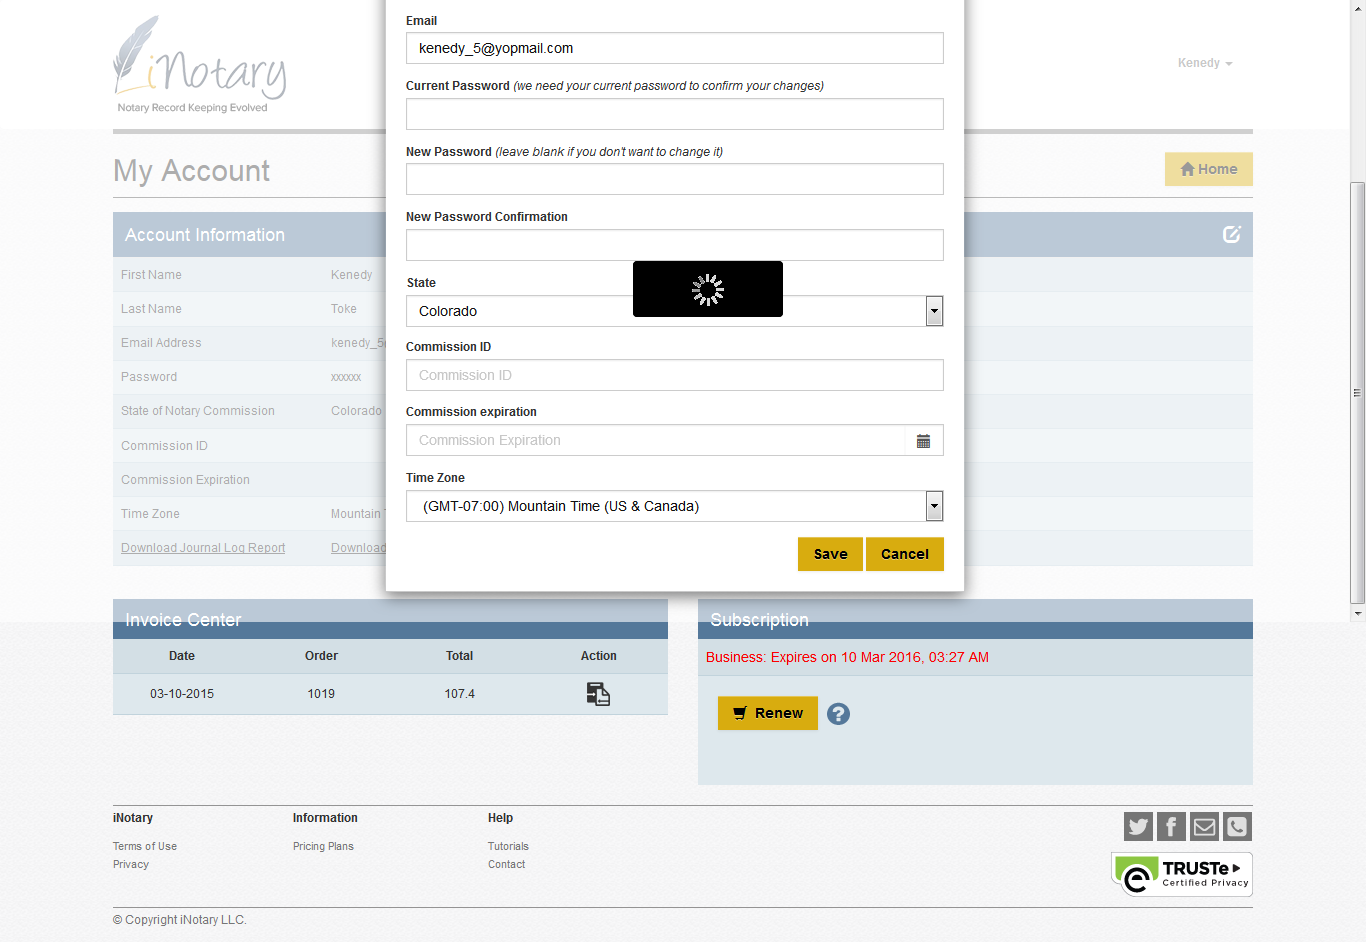 iNotary
Notary Record Keeping Evolved
Kenedy
My Account
Home
Email
kenedy_5@yopmail.com
Current Password (we need your current password to confirm your changes)
New Password (leave blank if you don't want to change it)
New Password Confirmation
State
Colorado
Commission ID
Commission ID
Commission expiration
Commission Expiration
Time Zone
(GMT-07:00) Mountain Time (US & Canada)
Save Cancel
Account Information
First Name Kenedy
Last Name Toke
Email Address kenedy_5
Password xxxxxx
State of Notary Commission Colorado
Commission ID
Commission Expiration
Time Zone Mountain
Download Journal Log Report Download
Invoice Center
Date Order Total Action
03-10-2015 1019 107.4
Subscription
Business: Expires on 10 Mar 2016, 03:27 AM
Renew ?
iNotary Information Help
Terms of Use Pricing Plans Tutorials
Privacy Contact
TRUSTe
Certified Privacy
© Copyright iNotary LLC.